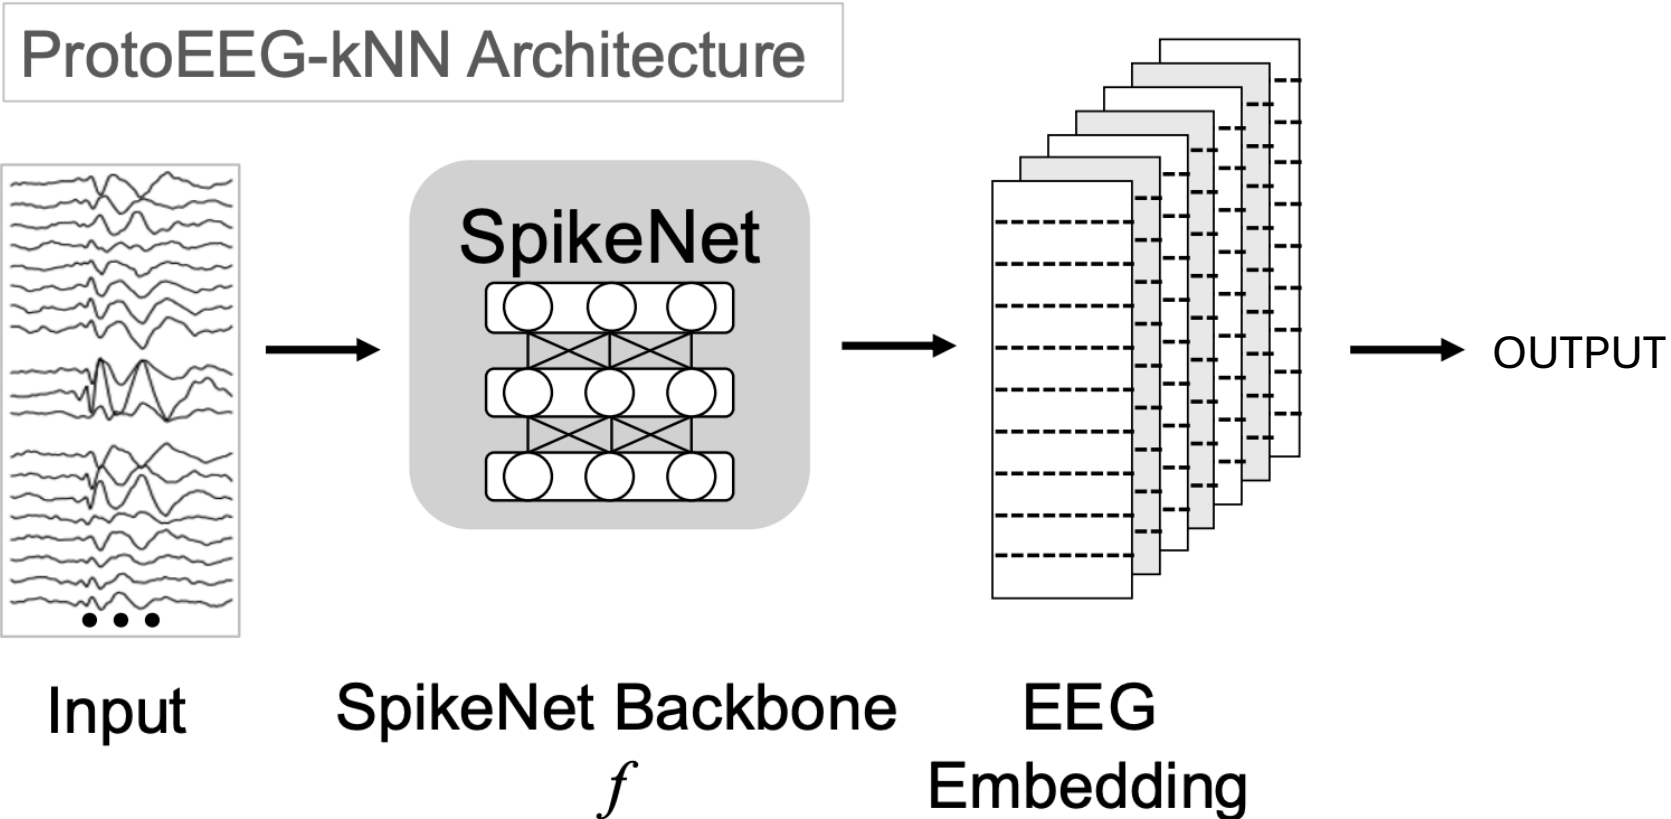 ProtoEEG-kNN Architecture
SpikeNet
OUTPUT
Input
SpikeNet Backbone
f
EEG
Embedding